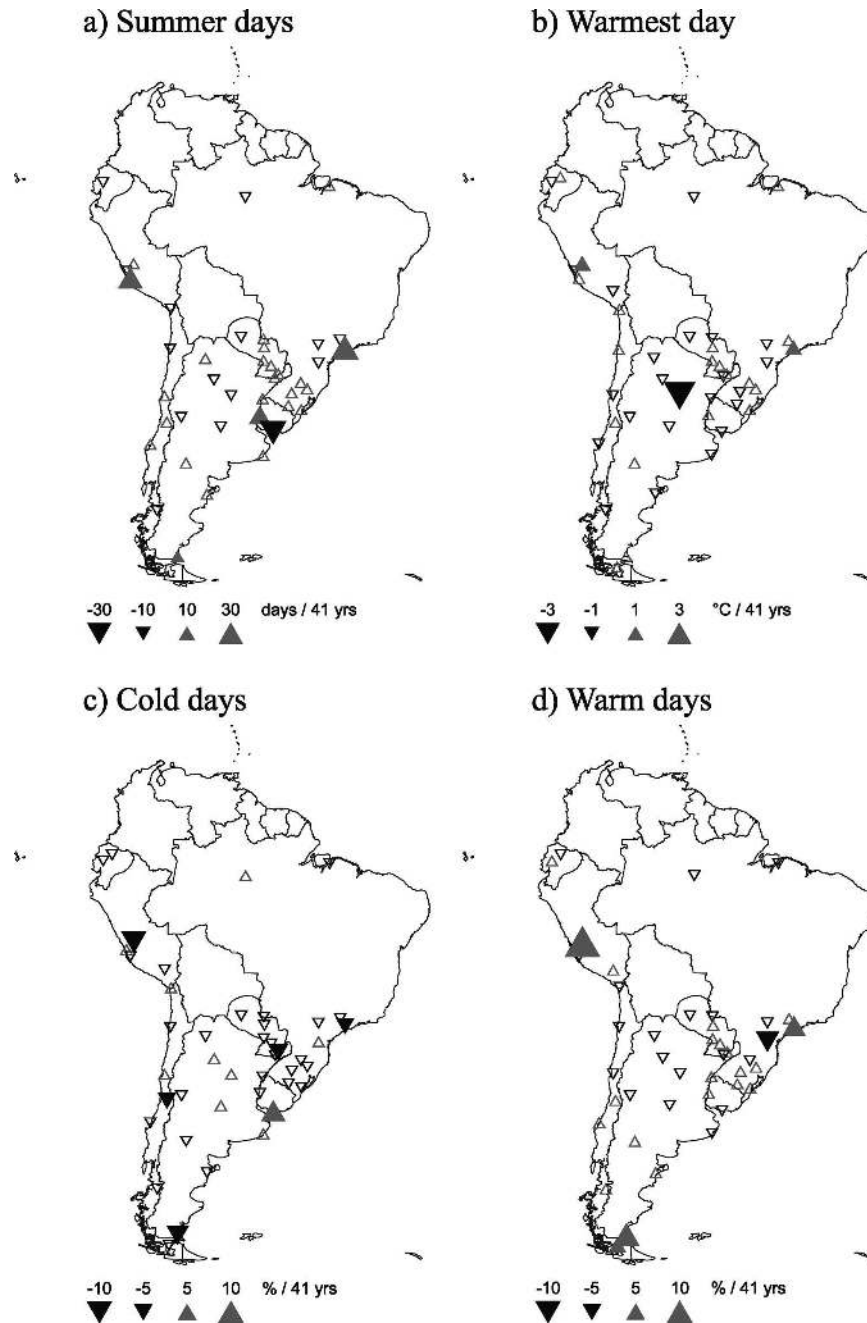 a) Summer days
b) Warmest day
-30 -10 10 30 days / 41 yrs
-3 -1 1 3 °C / 41 yrs
c) Cold days
d) Warm days
-10 -5 5 10 % / 41 yrs
-10 -5 5 10 % / 41 yrs